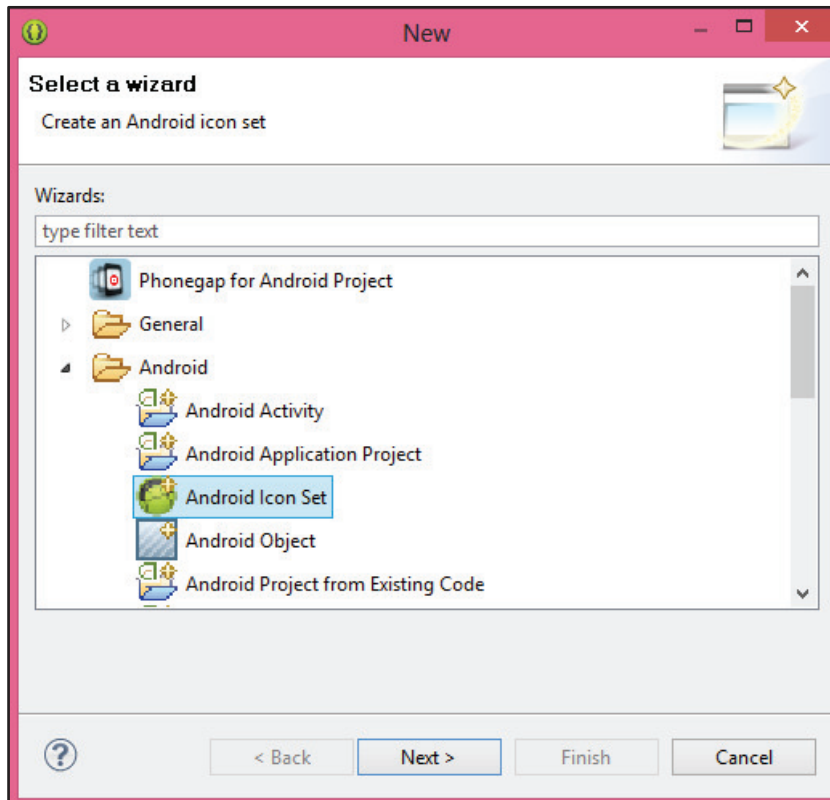 New
Select a wizard
Create an Android icon set
Wizards:
type filter text
Phonegap for Android Project
General
Android
Android Activity
Android Application Project
Android Icon Set
Android Object
Android Project from Existing Code
?
< Back
Next >
Finish
Cancel